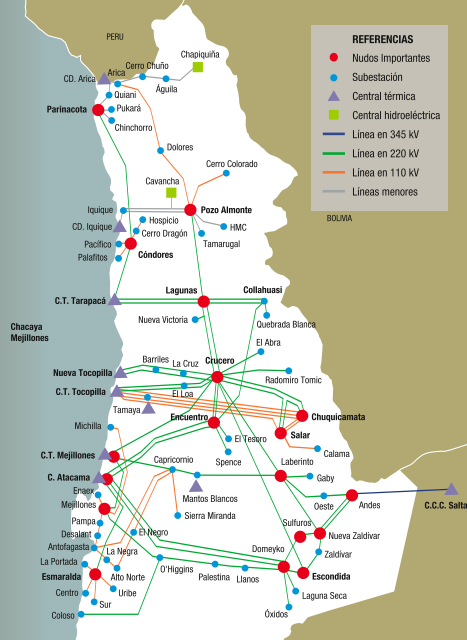 PERU
REFERENCIAS
Nudos Importantes
Subestación
Central térmica
Central hidroeléctrica
Línea en 345 kV
Línea en 220 kV
Línea en 110 kV
Líneas menores
BOLIVIA
Chapiquiña
Cerro Chuño
Arica
CD. Arica
Águila
Quiani
Parinacota
Pukará
Chinchorro
Dolores
Cerro Colorado
Cavancha
Iquique
Pozo Almonte
Hospicio
CD. Iquique
HMC
Cerro Dragón
Tamarugal
Pacífico
Palafitos
Cóndores
Lagunas
Collahuasi
C.T. Tarapacá
Nueva Victoria
Quebrada Blanca
Chacaya
Mejillones
El Abra
Barriles
Crucero
La Cruz
Nueva Tocopilla
Radomiro Tomic
C.T. Tocopilla
El Loa
Tamaya
Encuentro
Chuquicamata
Michilla
Salar
El Tesoro
Calama
C.T. Mejillones
Capricornio
Spence
Laberinto
C. Atacama
Gaby
Enaex
Mantos Blancos
Mejillones
Oeste
Andes
C.C.C. Salta
Sierra Miranda
Pampa
Sulfuros
Desalant
El Negro
Nueva Zaldívar
Antofagasta
La Negra
Domeyko
Zaldívar
La Portada
O'Higgins
Esmeralda
Alto Norte
Palestina
Llanos
Escondida
Centro
Uribe
Laguna Seca
Sur
Coloso
Óxidos